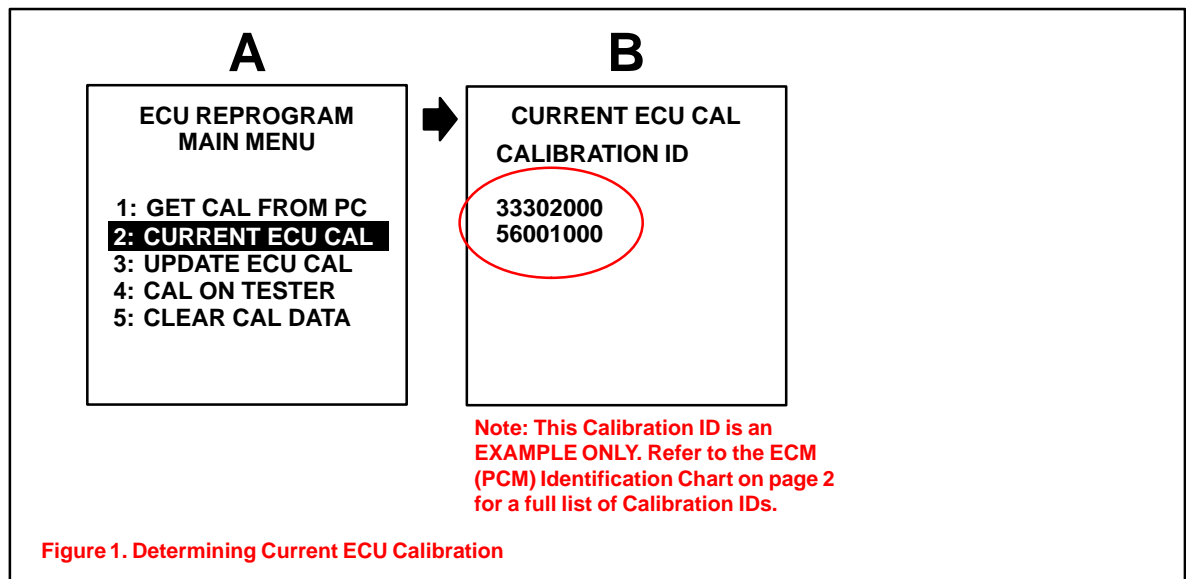 A
ECU REPROGRAM
MAIN MENU
1: GET CAL FROM PC
2: CURRENT ECU CAL
3: UPDATE ECU CAL
4: CAL ON TESTER
5: CLEAR CAL DATA
B
CURRENT ECU CAL
CALIBRATION ID
33302000
56001000
Note: This Calibration ID is an
EXAMPLE ONLY. Refer to the ECM
(PCM) Identification Chart on page 2
for a full list of Calibration IDs.
Figure 1. Determining Current ECU Calibration